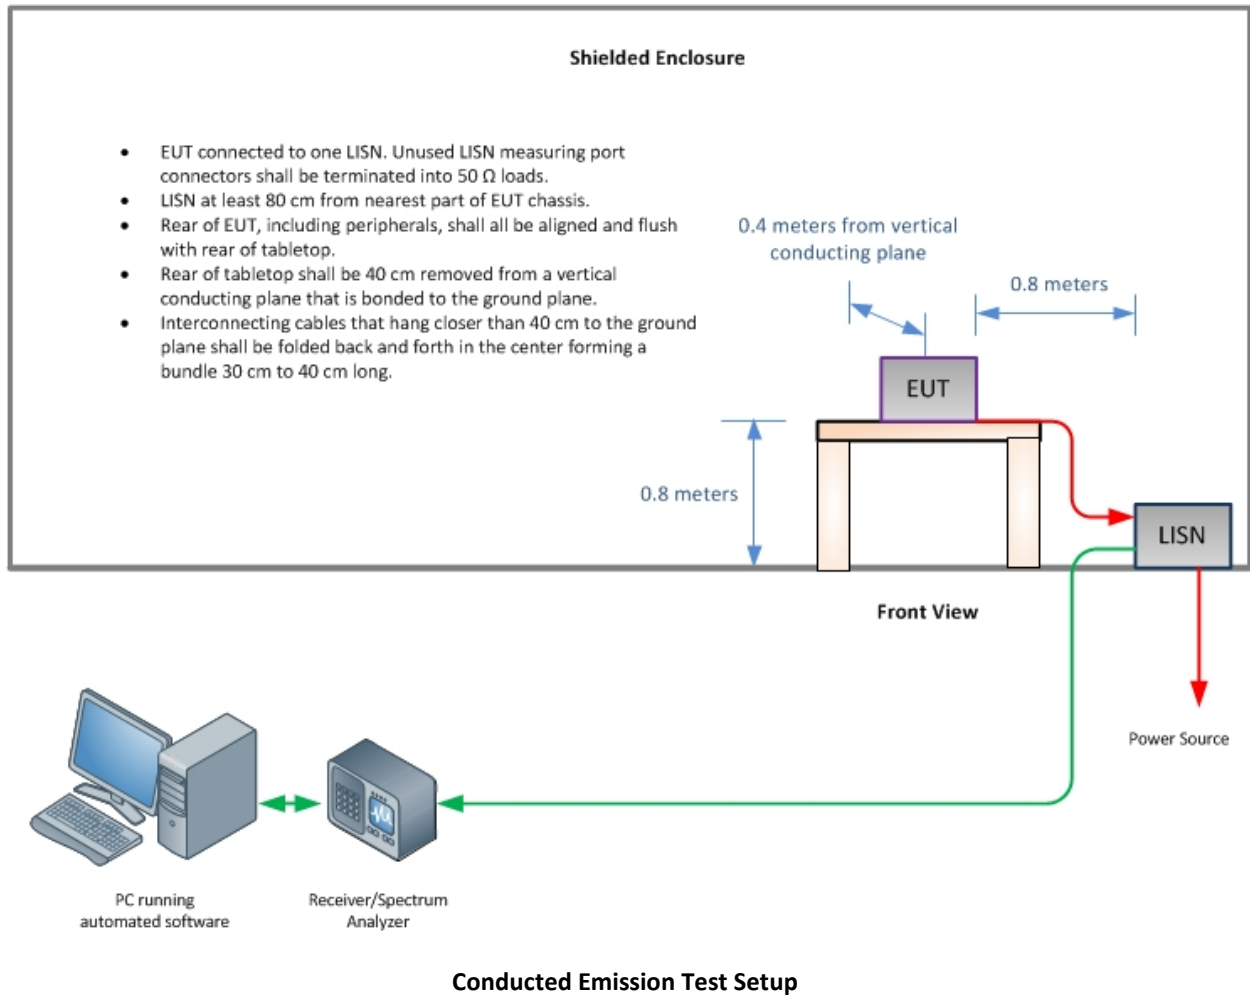 Shielded Enclosure
• EUT connected to one LISN. Unused LISN measuring port
connectors shall be terminated into 50 Ω loads.
• LISN at least 80 cm from nearest part of EUT chassis.
• Rear of EUT, including peripherals, shall all be aligned and flush
with rear of tabletop.
• Rear of tabletop shall be 40 cm removed from a vertical
conducting plane that is bonded to the ground plane.
• Interconnecting cables that hang closer than 40 cm to the ground
plane shall be folded back and forth in the center forming a
bundle 30 cm to 40 cm long.
0.4 meters from vertical
conducting plane
0.8 meters
EUT
0.8 meters
LISN
Front View
Power Source
PC running
automated software
Receiver/Spectrum
Analyzer
Conducted Emission Test Setup